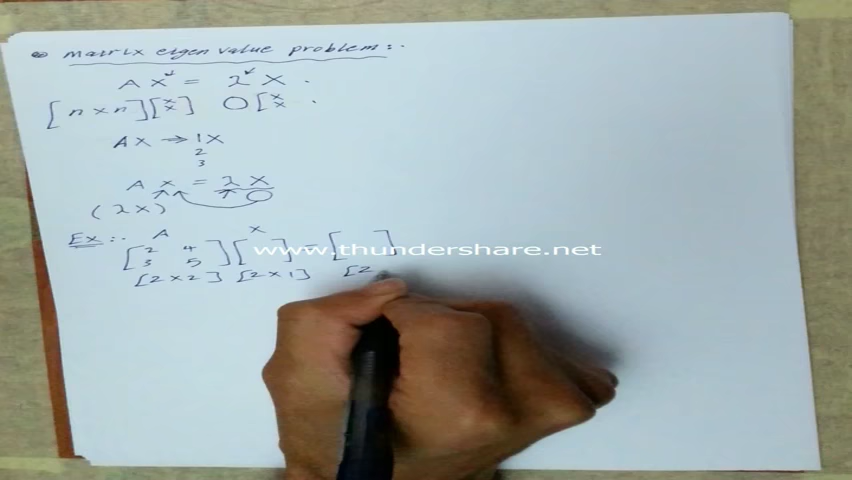 Matrix eigen value problem:.
A X = λ X .
[n x n] [x x] 0 [x x .
A X → 1 X
2
3
A X = λ X
(λ X)
Ex:. A X
[2 4 3 5] [ ] = [ ]
[2 x 2] [2 x 1] [2
www.thundershare.net